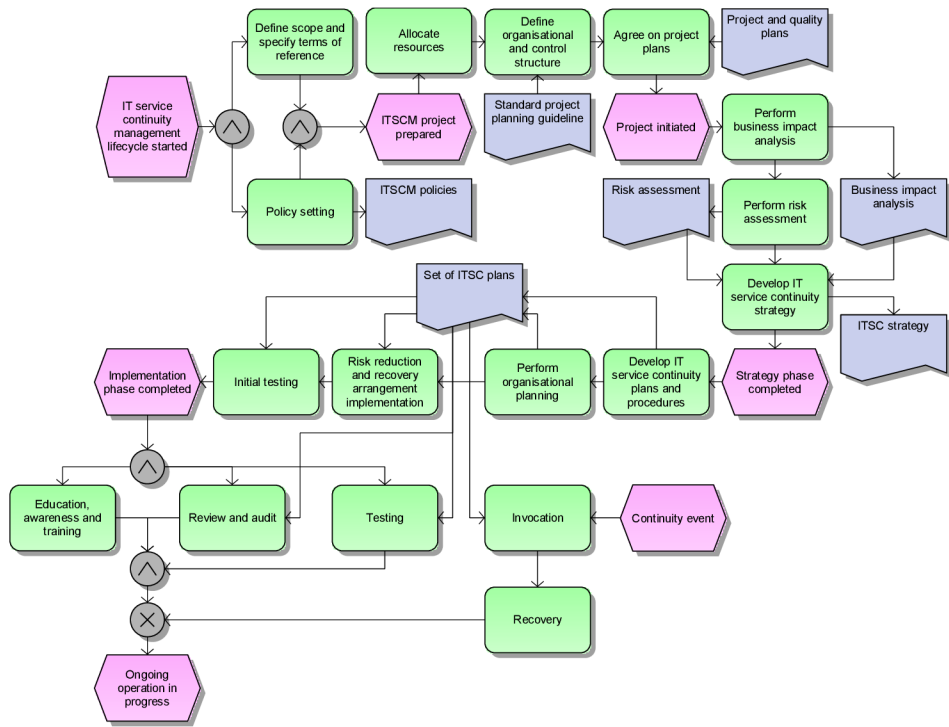 Define scope and
specify terms of
reference
Allocate
resources
Define
organisational
and control
structure
Agree on project
plans
Project and quality
plans
IT service
continuity
management
lifecycle started
ITSCM project
prepared
Standard project
planning guideline
Project initiated
Perform
business impact
analysis
Policy setting
ITSCM policies
Risk assessment
Perform risk
assessment
Business impact
analysis
Set of ITSC plans
Develop IT
service continuity
strategy
ITSC strategy
Implementation
phase completed
Initial testing
Risk reduction
and recovery
arrangement
implementation
Perform
organisational
planning
Develop IT
service continuity
plans and
procedures
Strategy phase
completed
Education,
awareness and
training
Review and audit
Testing
Invocation
Continuity event
Recovery
Ongoing
operation in
progress